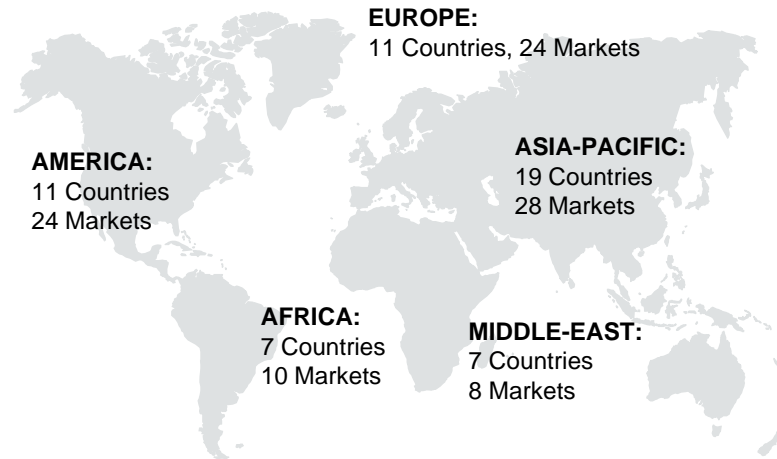 EUROPE:
11 Countries, 24 Markets
AMERICA:
11 Countries
24 Markets
ASIA-PACIFIC:
19 Countries
28 Markets
AFRICA:
7 Countries
10 Markets
MIDDLE-EAST:
7 Countries
8 Markets